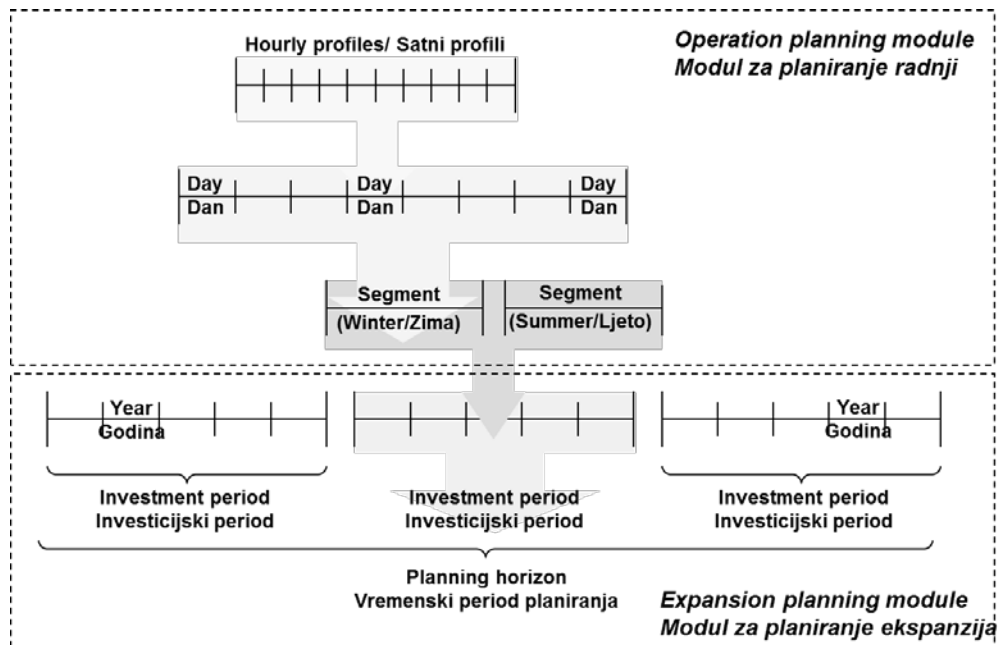 Hourly profiles/ Satni profili
Operation planning module
Modul za planiranje radnji
Day Day Day
Dan Dan Dan
Segment Segment
(Winter/Zima) (Summer/Ljeto)
Year Year
Godina Godina
Investment period Investment period Investment period
Investicijski period Investicijski period Investicijski period
Planning horizon
Vremenski period planiranja
Expansion planning module
Modul za planiranje ekspanzija